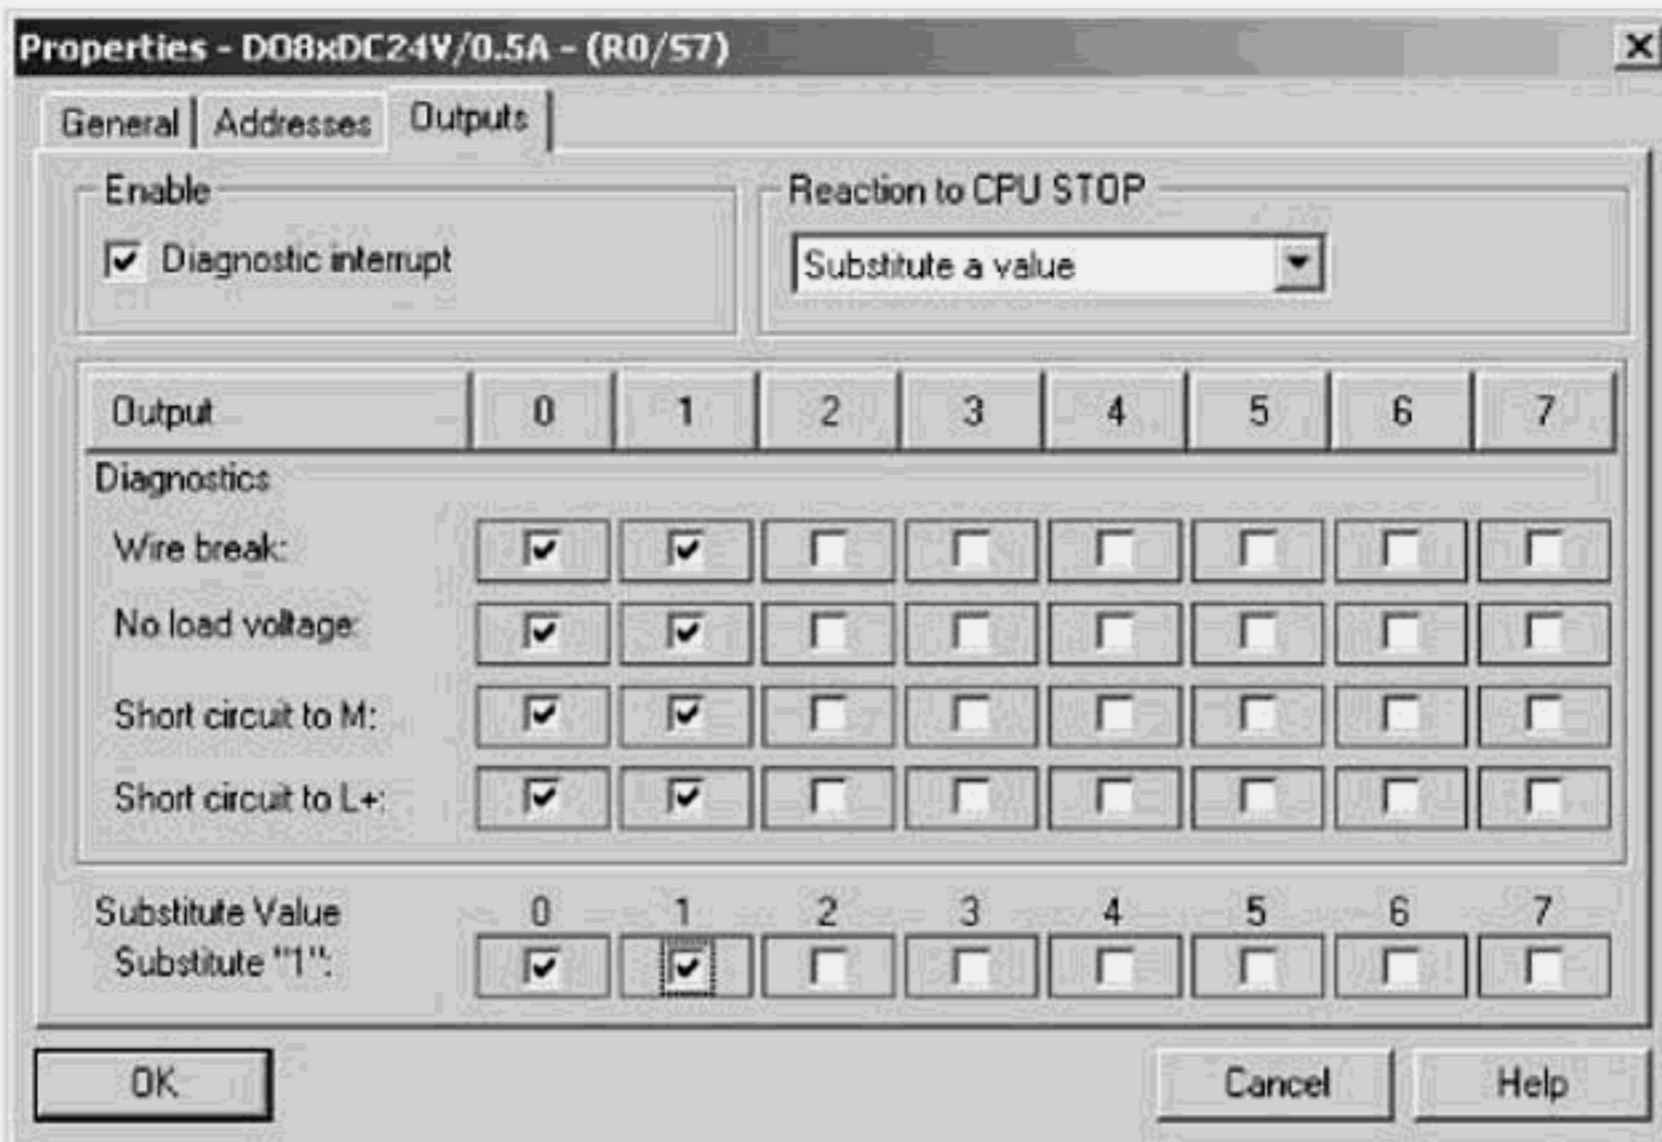 Properties - DO8xDC24V/0.5A - (R0/S7)
General Addresses Outputs
Enable
Diagnostic interrupt
Reaction to CPU STOP
Substitute a value
Output 0 1 2 3 4 5 6 7
Diagnostics
Wire break:
No load voltage:
Short circuit to M:
Short circuit to L+:
Substitute Value 0 1 2 3 4 5 6 7
Substitute "1":
OK Cancel Help